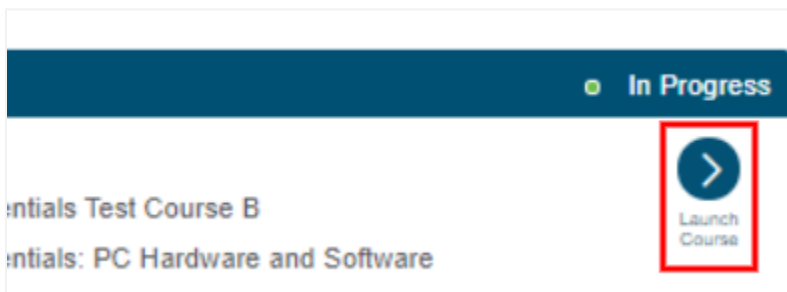 In Progress
entials Test Course B
Launch
Course
entials: PC Hardware and Software